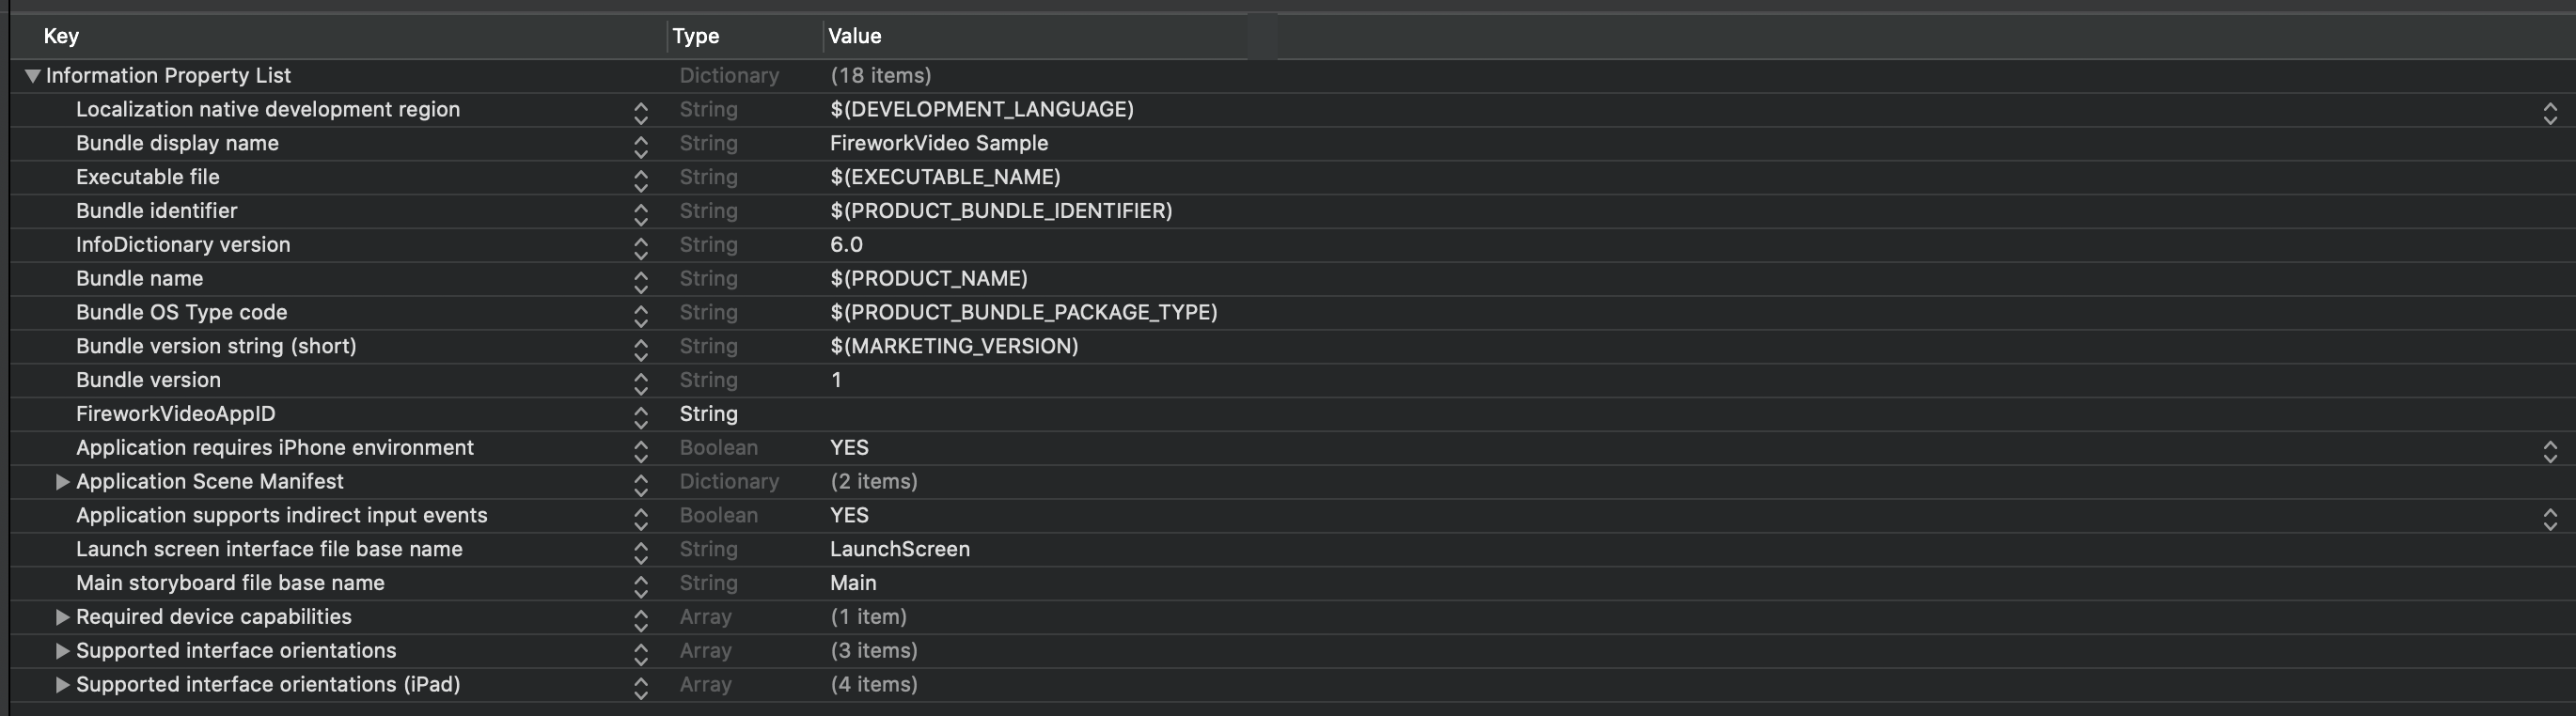 Key Type Value
Information Property List Dictionary (18 items)
Localization native development region String $(DEVELOPMENT_LANGUAGE)
Bundle display name String FireworkVideo Sample
Executable file String $(EXECUTABLE_NAME)
Bundle identifier String $(PRODUCT_BUNDLE_IDENTIFIER)
InfoDictionary version String 6.0
Bundle name String $(PRODUCT_NAME)
Bundle OS Type code String $(PRODUCT_BUNDLE_PACKAGE_TYPE)
Bundle version string (short) String $(MARKETING_VERSION)
Bundle version String 1
FireworkVideoAppID String
Application requires iPhone environment Boolean YES
Application Scene Manifest Dictionary (2 items)
Application supports indirect input events Boolean YES
Launch screen interface file base name String LaunchScreen
Main storyboard file base name String Main
Required device capabilities Array (1 item)
Supported interface orientations Array (3 items)
Supported interface orientations (iPad) Array (4 items)